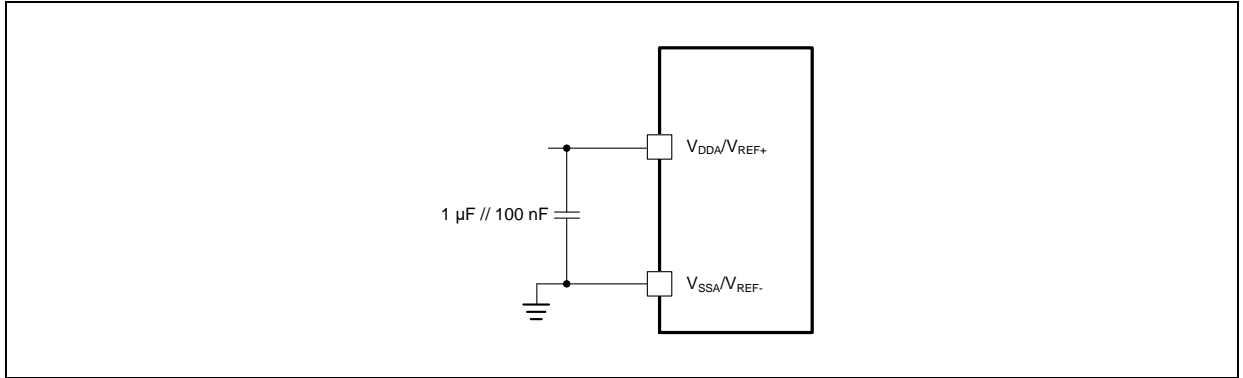 V_DDA/V_REF+
1 µF // 100 nF
V_SSA/V_REF-